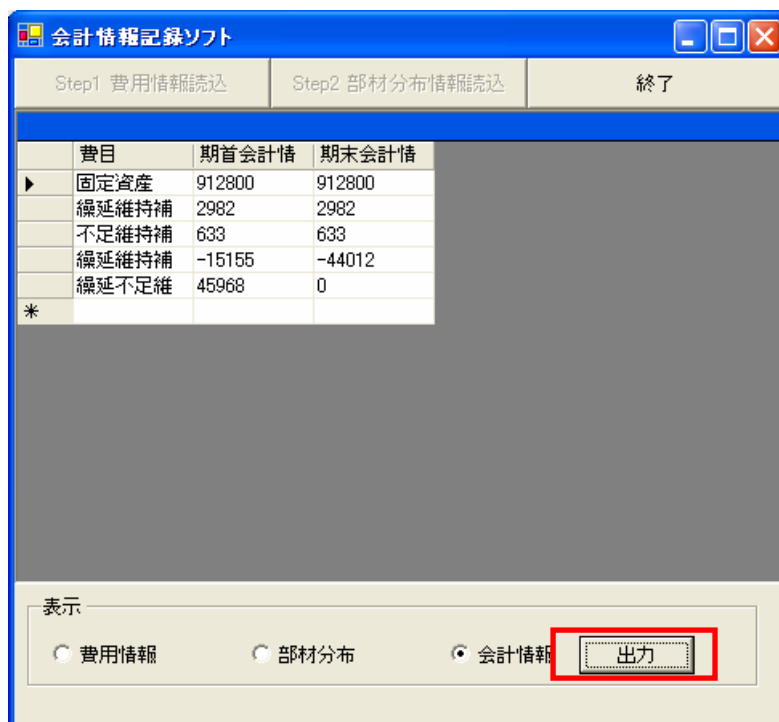 会計情報記録ソフト
Step1 費用情報読込 Step2 部材分布情報読込 終了
費目 期首会計情 期末会計情
固定資産 912800 912800
繰延維持補 2982 2982
不足維持補 633 633
繰延維持補 -15155 -44012
繰延不足維 45968 0
*
表示
費用情報 部材分布 会計情報 出力